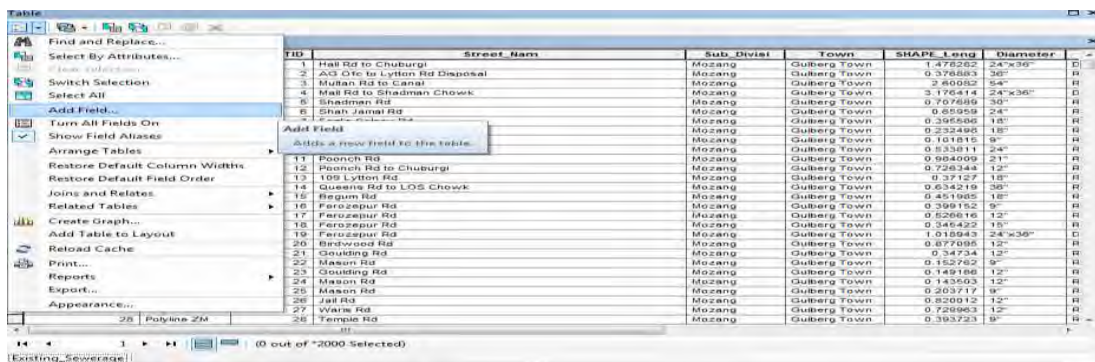 Table
Find and Replace...
Select By Attributes...
Clear Selection
Switch Selection
Select All
Add Field...
Turn All Fields On
Show Field Aliases
Arrange Tables
Restore Default Column Widths
Restore Default Field Order
Joins and Relates
Related Tables
Create Graph...
Add Table to Layout
Reload Cache
Print...
Reports
Export...
Appearance...
Add Field
Adds a new field to the table.
TID Street_Nam Sub_Divisi Town SHAPE_Leng Diameter
1 Hall Rd to Chuburgi Mozang Gulberg Town 1.478262 24"x36" D
2 AG Ofc to Lytton Rd Disposal Mozang Gulberg Town 0.376883 36" R
3 Multan Rd to Canal Mozang Gulberg Town 2.60082 54" R
4 Mall Rd to Shadman Chowk Mozang Gulberg Town 3.176414 24"x36" D
5 Shadman Rd Mozang Gulberg Town 0.707689 30" R
6 Shah Jamal Rd Mozang Gulberg Town 0.65959 24" R
Mozang Gulberg Town 0.395506 18" R
Mozang Gulberg Town 0.232498 18" R
Mozang Gulberg Town 0.101815 9" R
Mozang Gulberg Town 0.533811 24" R
11 Poonch Rd Mozang Gulberg Town 0.984009 21" R
12 Poonch Rd to Chuburgi Mozang Gulberg Town 0.726344 12" R
13 109 Lytton Rd Mozang Gulberg Town 0.37127 18" R
14 Queens Rd to LOS Chowk Mozang Gulberg Town 0.634219 36" R
15 Begum Rd Mozang Gulberg Town 0.451985 18" R
16 Ferozepur Rd Mozang Gulberg Town 0.399152 9" R
17 Ferozepur Rd Mozang Gulberg Town 0.526616 12" R
18 Ferozepur Rd Mozang Gulberg Town 0.345422 15" R
19 Ferozepur Rd Mozang Gulberg Town 1.018943 24"x36" D
20 Birdwood Rd Mozang Gulberg Town 0.877095 12" R
21 Goulding Rd Mozang Gulberg Town 0.34734 12" R
22 Mason Rd Mozang Gulberg Town 0.152762 9" R
23 Goulding Rd Mozang Gulberg Town 0.149186 12" R
24 Mason Rd Mozang Gulberg Town 0.143503 12" R
25 Mason Rd Mozang Gulberg Town 0.203717 9" R
26 Jail Rd Mozang Gulberg Town 0.820012 12" R
27 Waris Rd Mozang Gulberg Town 0.728963 12" R
28 Polyline ZM 28 Temple Rd Mozang Gulberg Town 0.393723 9" R
1 (0 out of *2000 Selected)
Existing_Sewerage